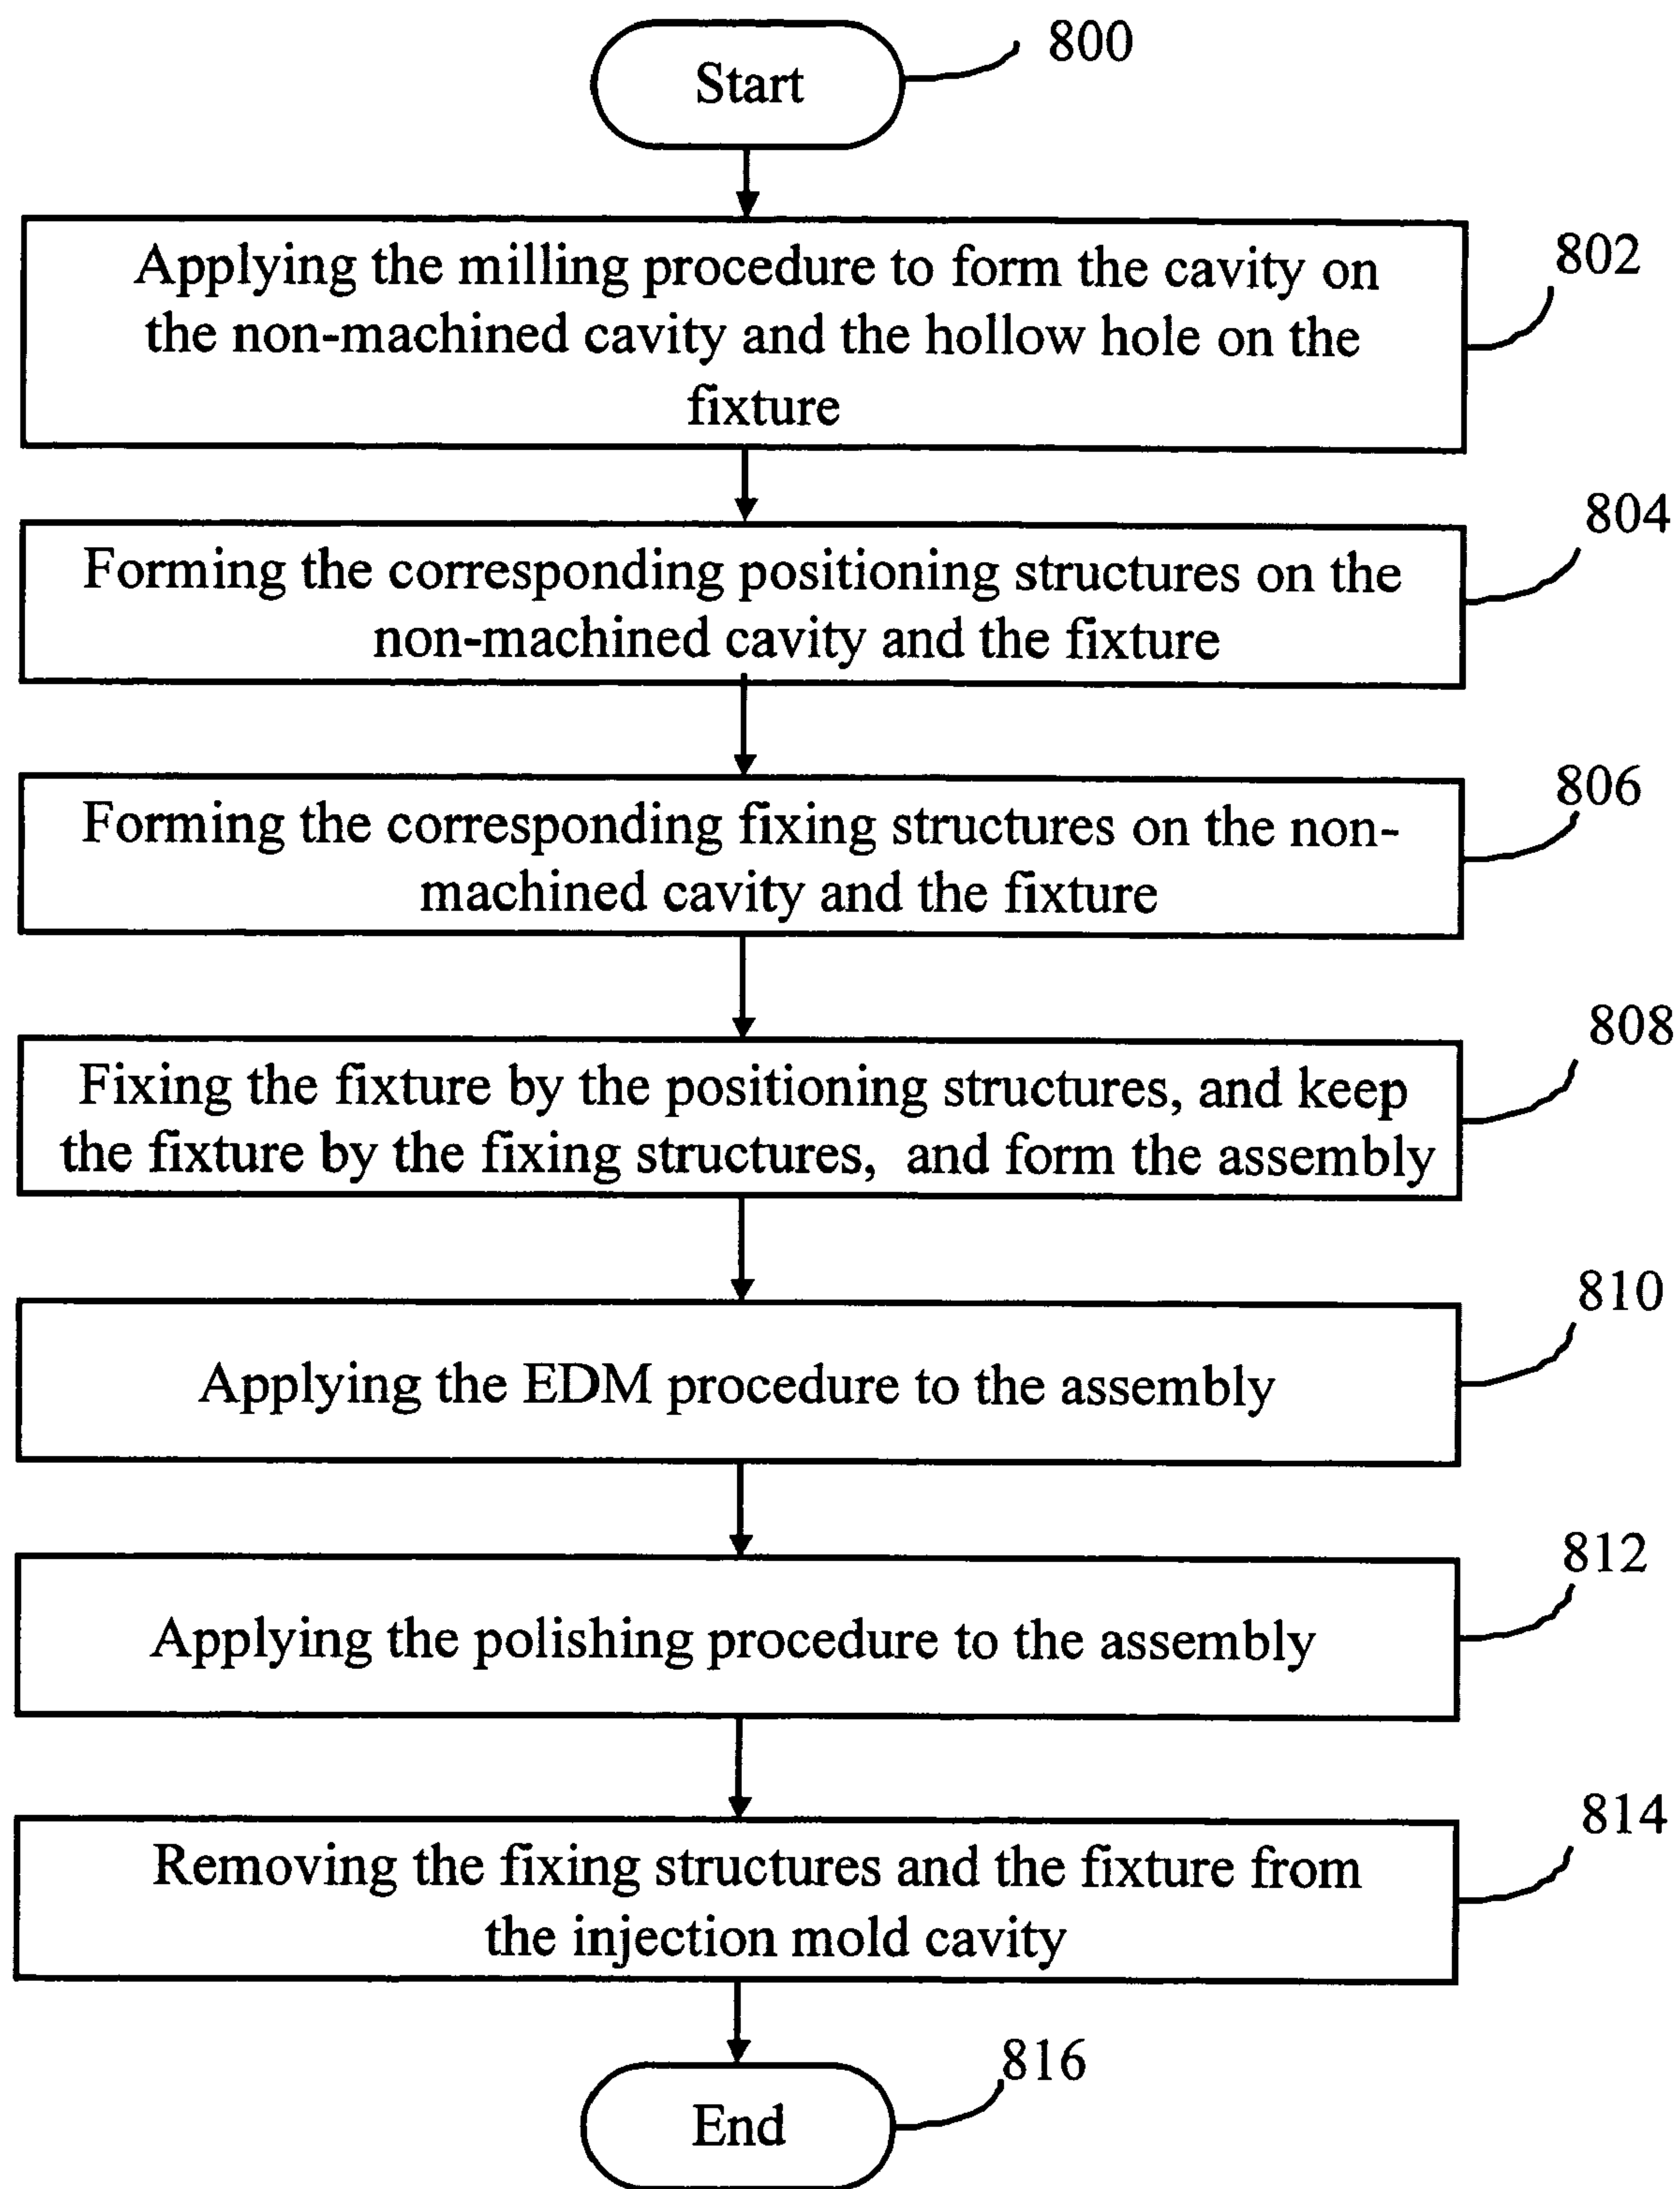 Start
800
Applying the milling procedure to form the cavity on
the non-machined cavity and the hollow hole on the
fixture
802
Forming the corresponding positioning structures on the
non-machined cavity and the fixture
804
Forming the corresponding fixing structures on the non-
machined cavity and the fixture
806
Fixing the fixture by the positioning structures, and keep
the fixture by the fixing structures, and form the assembly
808
Applying the EDM procedure to the assembly
810
Applying the polishing procedure to the assembly
812
Removing the fixing structures and the fixture from
the injection mold cavity
814
End
816